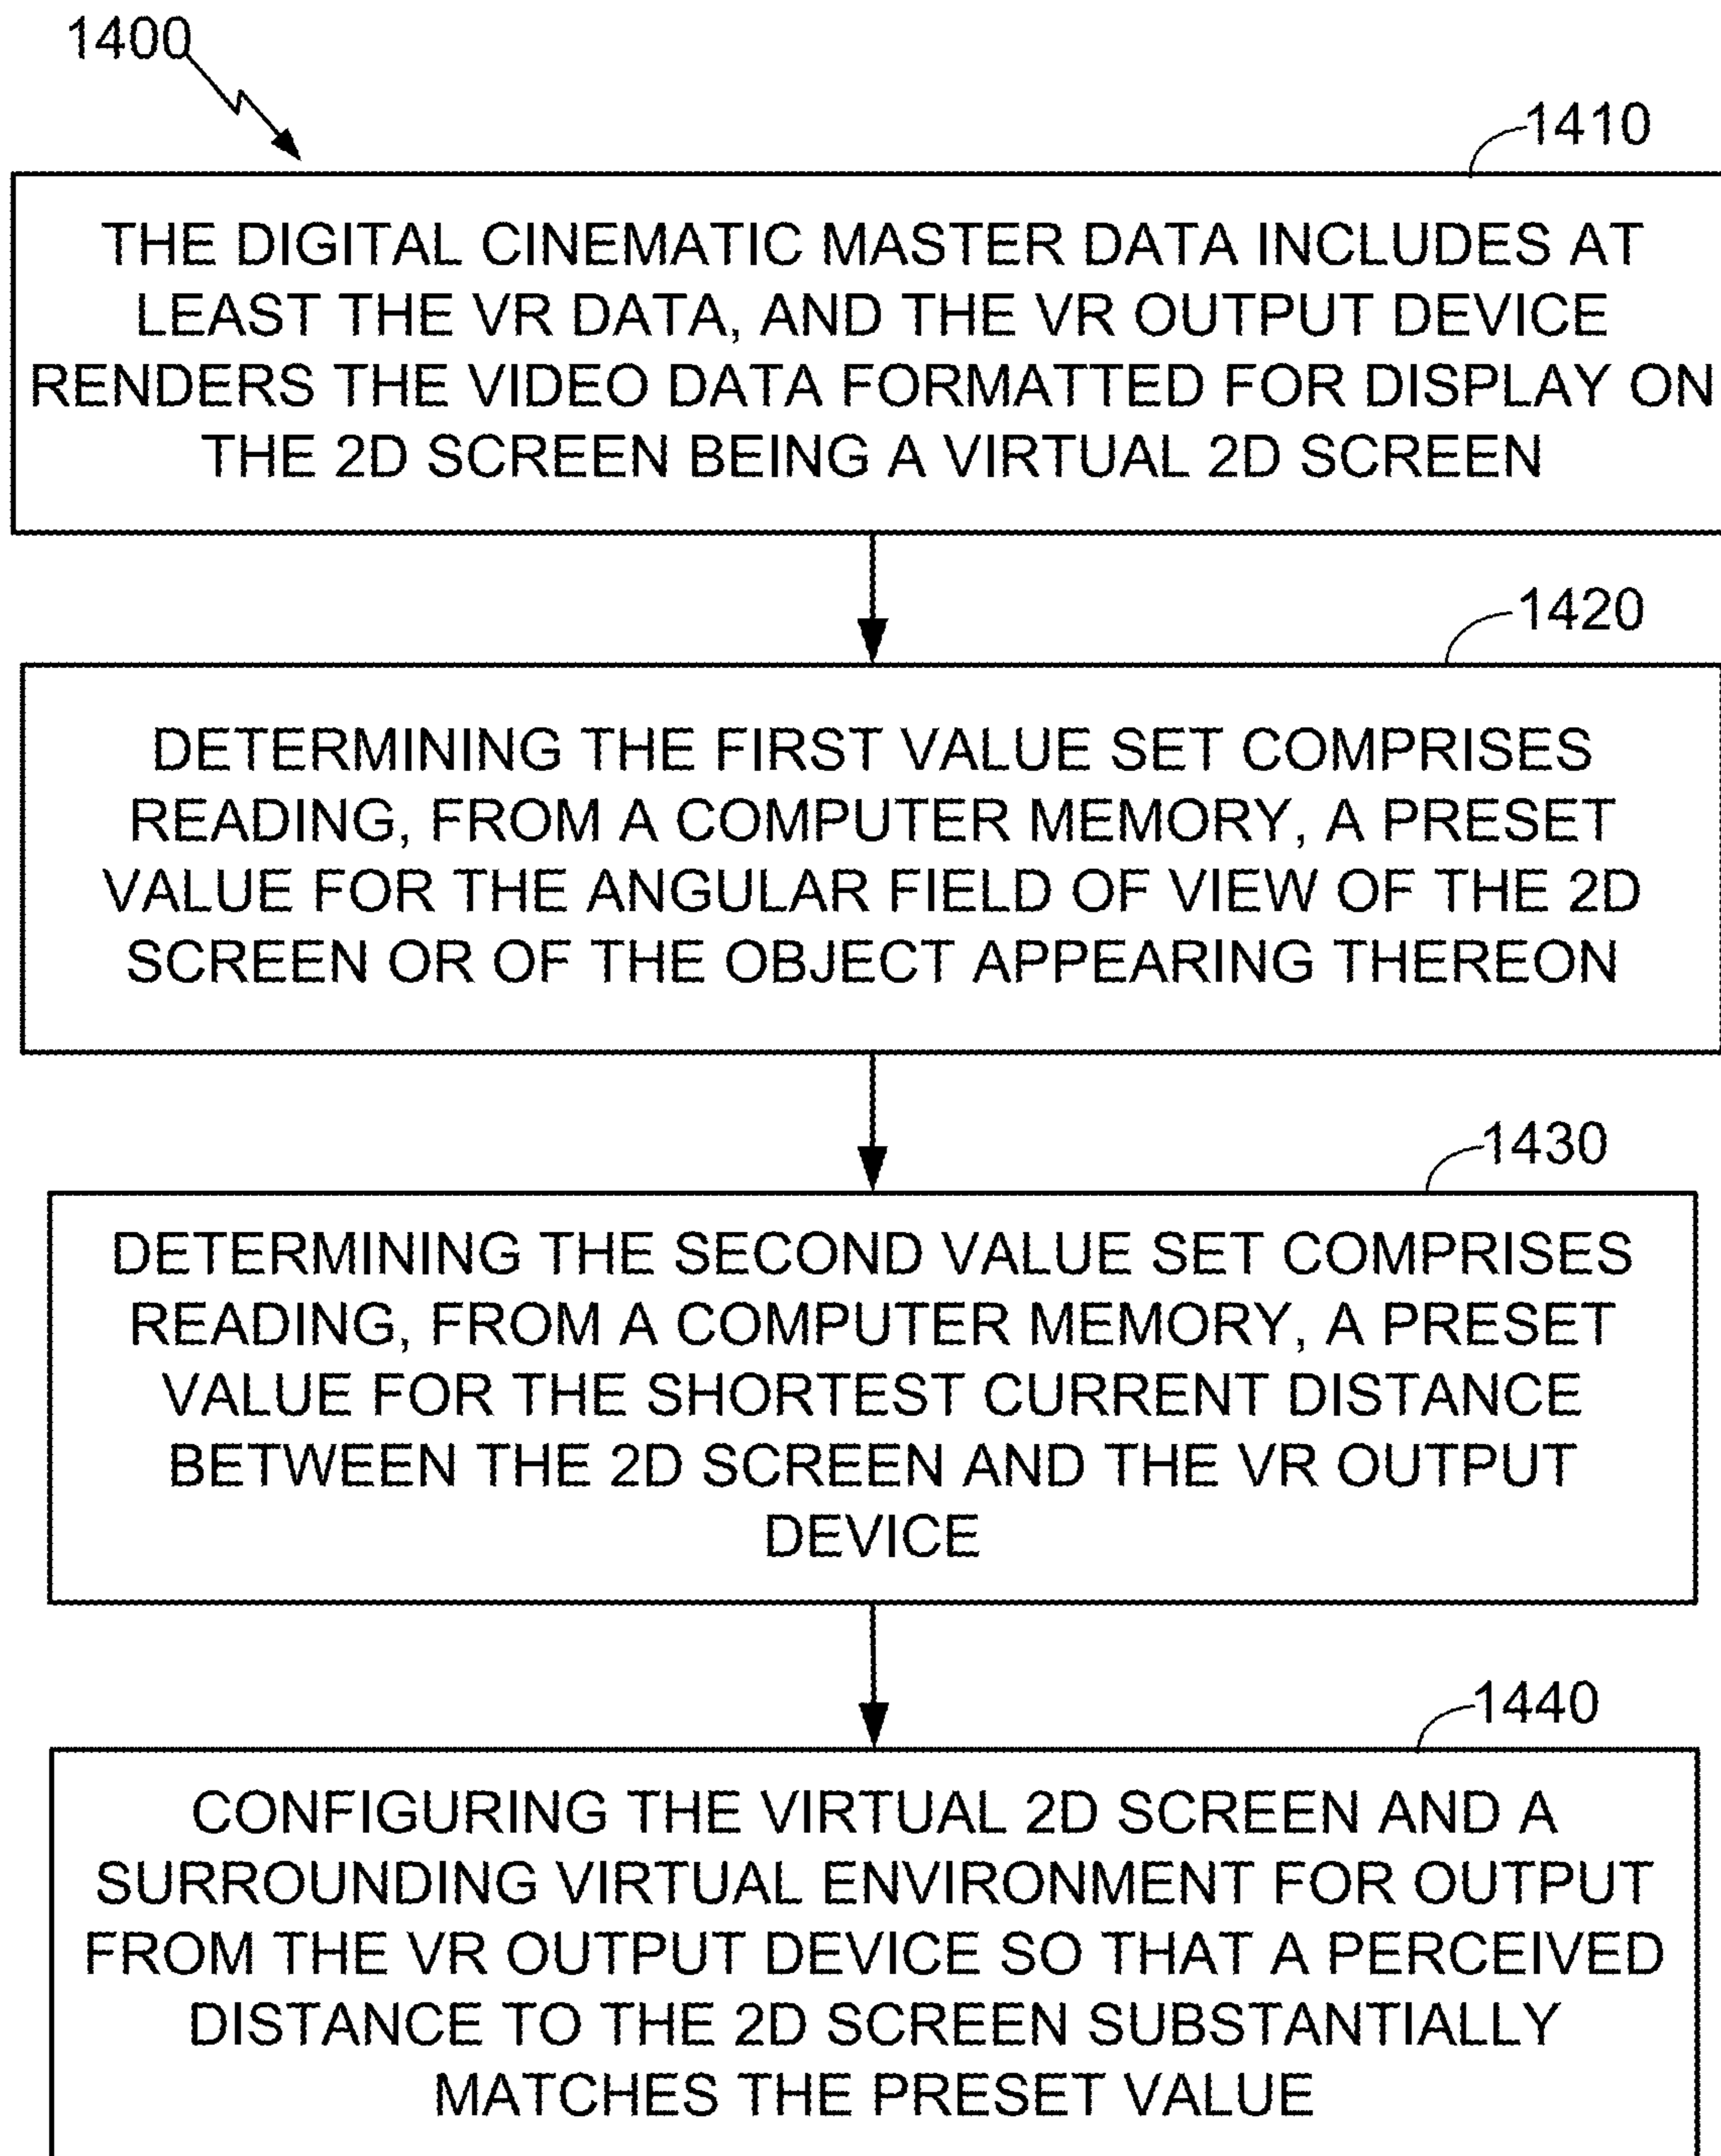 1400
1410
THE DIGITAL CINEMATIC MASTER DATA INCLUDES AT
LEAST THE VR DATA, AND THE VR OUTPUT DEVICE
RENDERS THE VIDEO DATA FORMATTED FOR DISPLAY ON
THE 2D SCREEN BEING A VIRTUAL 2D SCREEN
1420
DETERMINING THE FIRST VALUE SET COMPRISES
READING, FROM A COMPUTER MEMORY, A PRESET
VALUE FOR THE ANGULAR FIELD OF VIEW OF THE 2D
SCREEN OR OF THE OBJECT APPEARING THEREON
1430
DETERMINING THE SECOND VALUE SET COMPRISES
READING, FROM A COMPUTER MEMORY, A PRESET
VALUE FOR THE SHORTEST CURRENT DISTANCE
BETWEEN THE 2D SCREEN AND THE VR OUTPUT
DEVICE
1440
CONFIGURING THE VIRTUAL 2D SCREEN AND A
SURROUNDING VIRTUAL ENVIRONMENT FOR OUTPUT
FROM THE VR OUTPUT DEVICE SO THAT A PERCEIVED
DISTANCE TO THE 2D SCREEN SUBSTANTIALLY
MATCHES THE PRESET VALUE